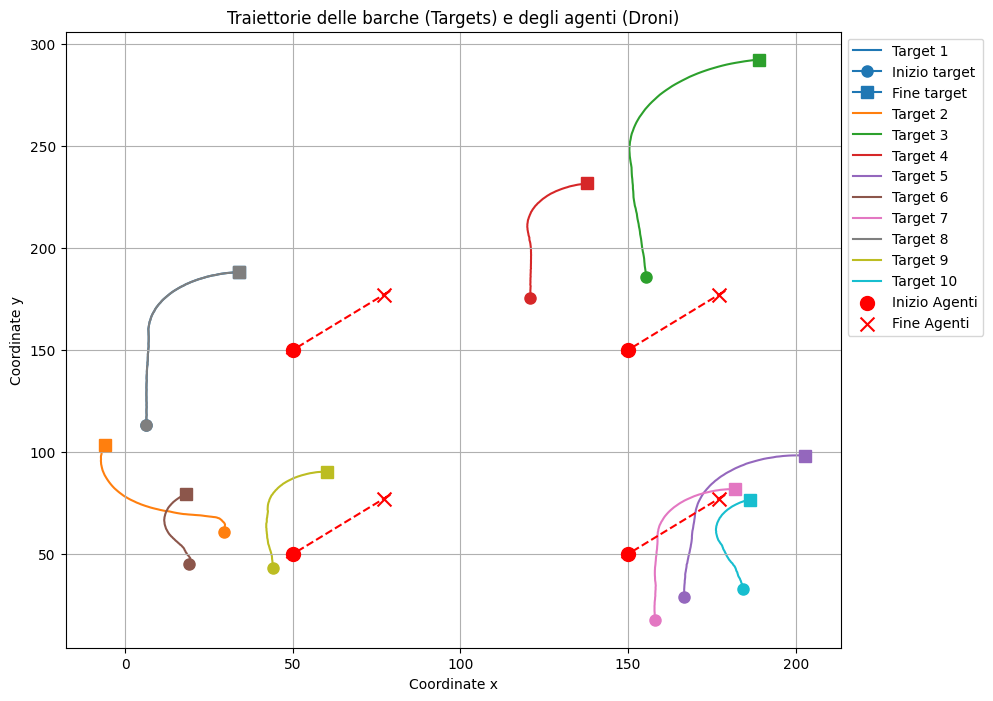 Traiettorie delle barche (Targets) e degli agenti (Droni)
300
250
200
150
100
50
0
50
100
150
200
Coordinate y
Coordinate x
Target 1
Inizio target
Fine target
Target 2
Target 3
Target 4
Target 5
Target 6
Target 7
Target 8
Target 9
Target 10
Inizio Agenti
Fine Agenti